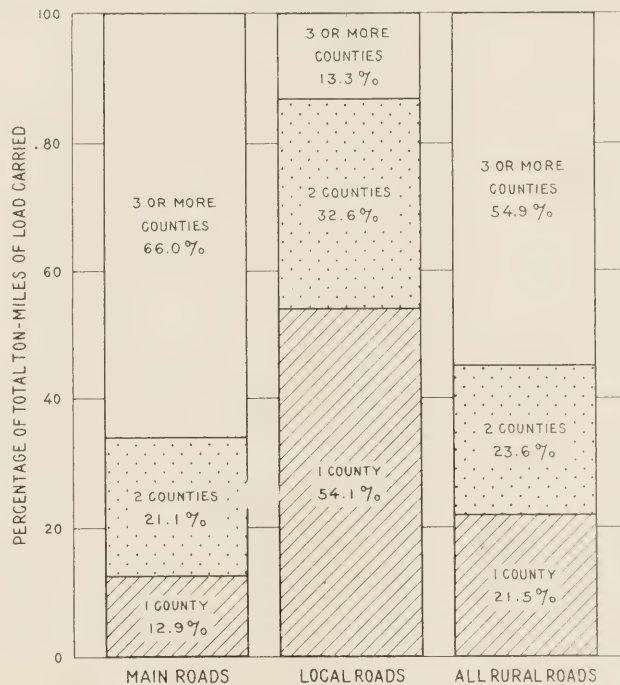 PERCENTAGE OF TOTAL TON-MILES OF LOAD CARRIED
100
80
60
40
20
0
3 OR MORE
COUNTIES
66.0%
2 COUNTIES
21.1%
1 COUNTY
12.9%
MAIN ROADS
3 OR MORE
COUNTIES
13.3%
2 COUNTIES
32.6%
1 COUNTY
54.1%
LOCAL ROADS
3 OR MORE
COUNTIES
54.9%
2 COUNTIES
23.6%
1 COUNTY
21.5%
ALL RURAL ROADS